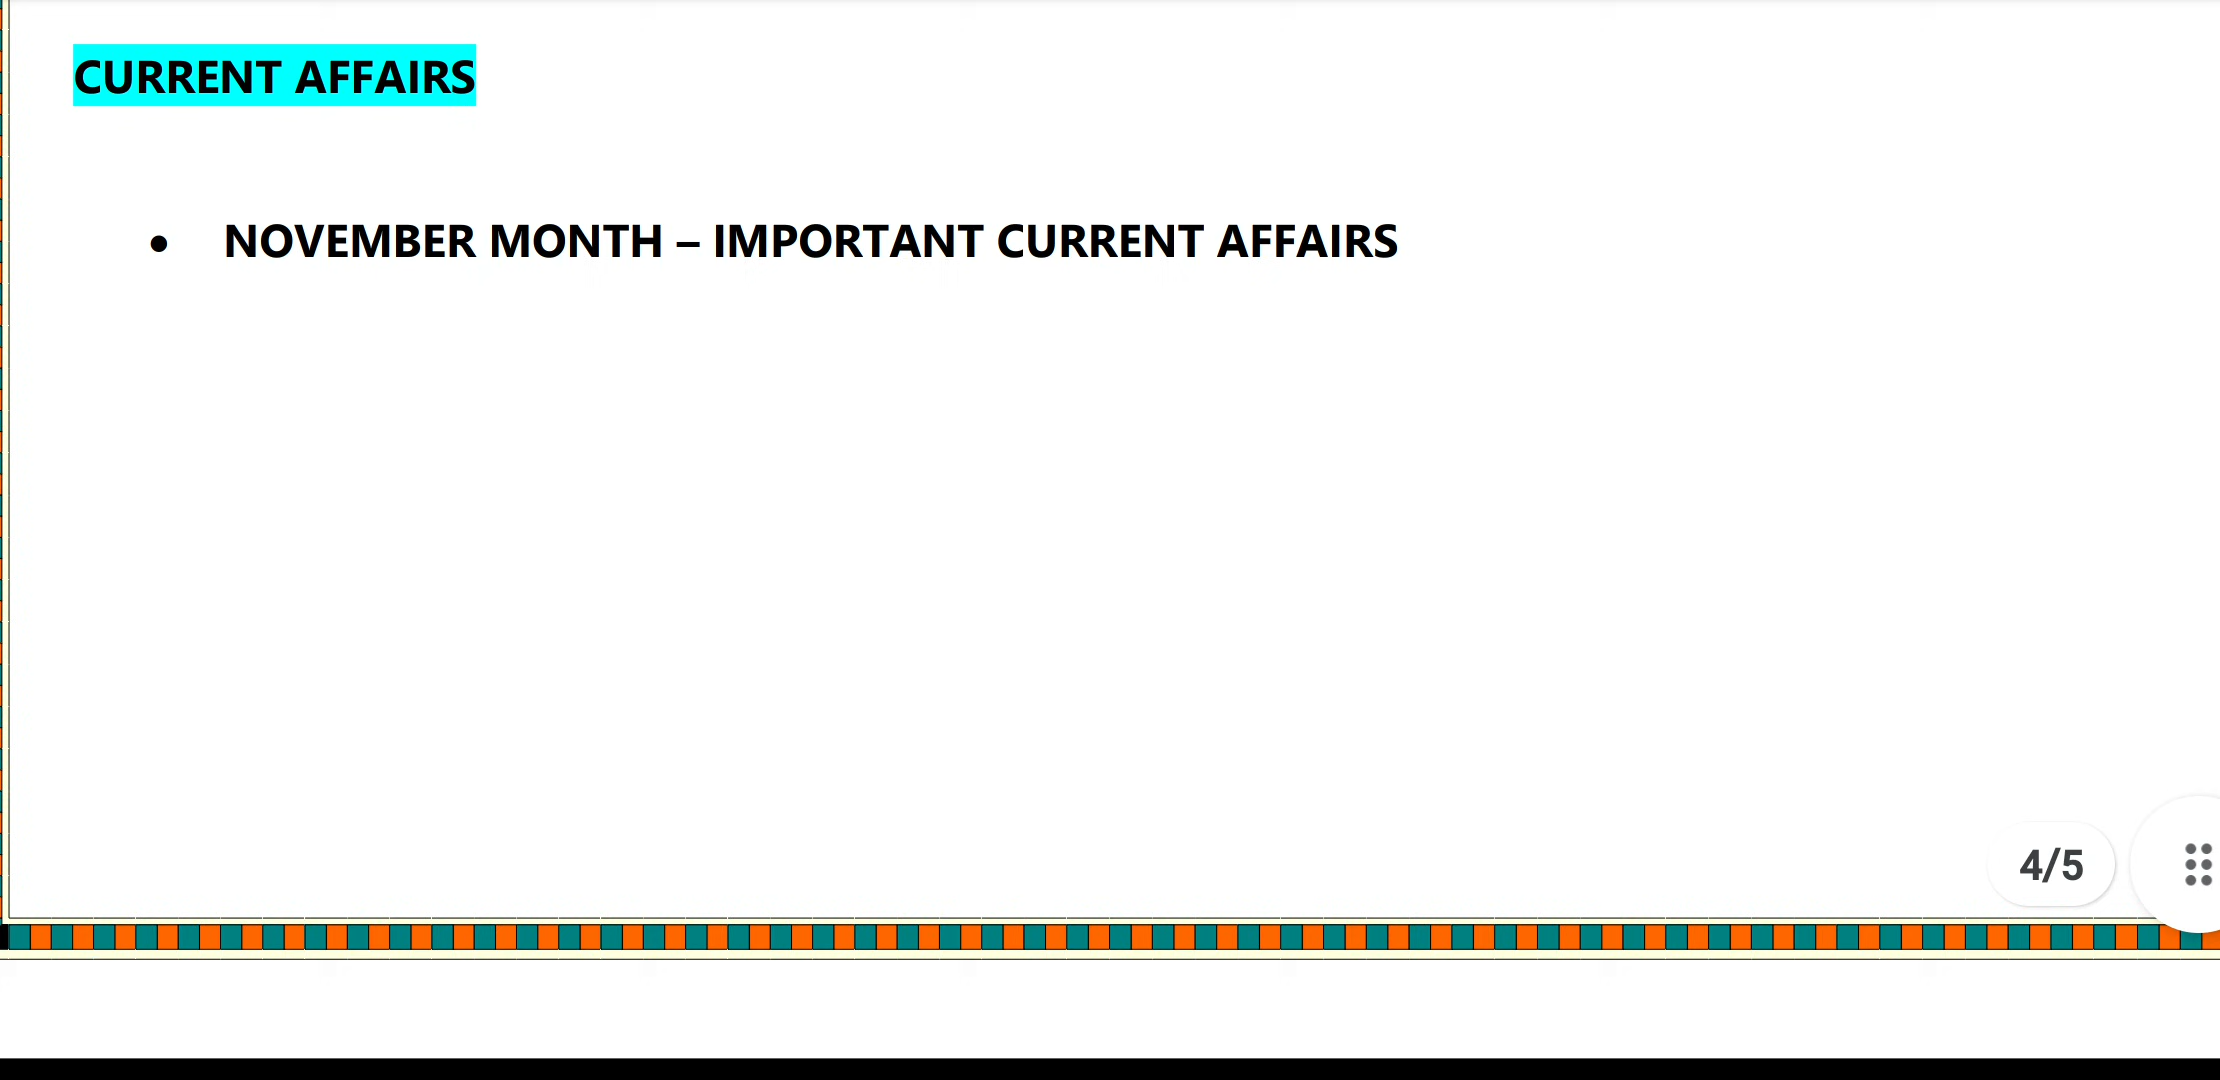 CURRENT AFFAIRS
• NOVEMBER MONTH – IMPORTANT CURRENT AFFAIRS
4/5